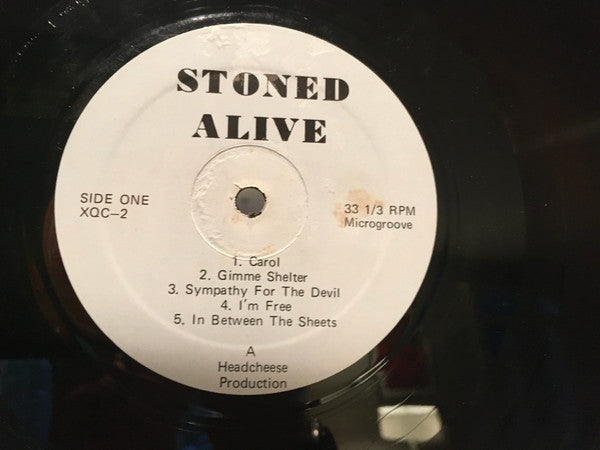 STONED
ALIVE
SIDE ONE
XQC-2
33 1/3 RPM
Microgroove
1. Carol
2. Gimme Shelter
3. Sympathy For The Devil
4. I'm Free
5. In Between The Sheets
A
Headcheese
Production